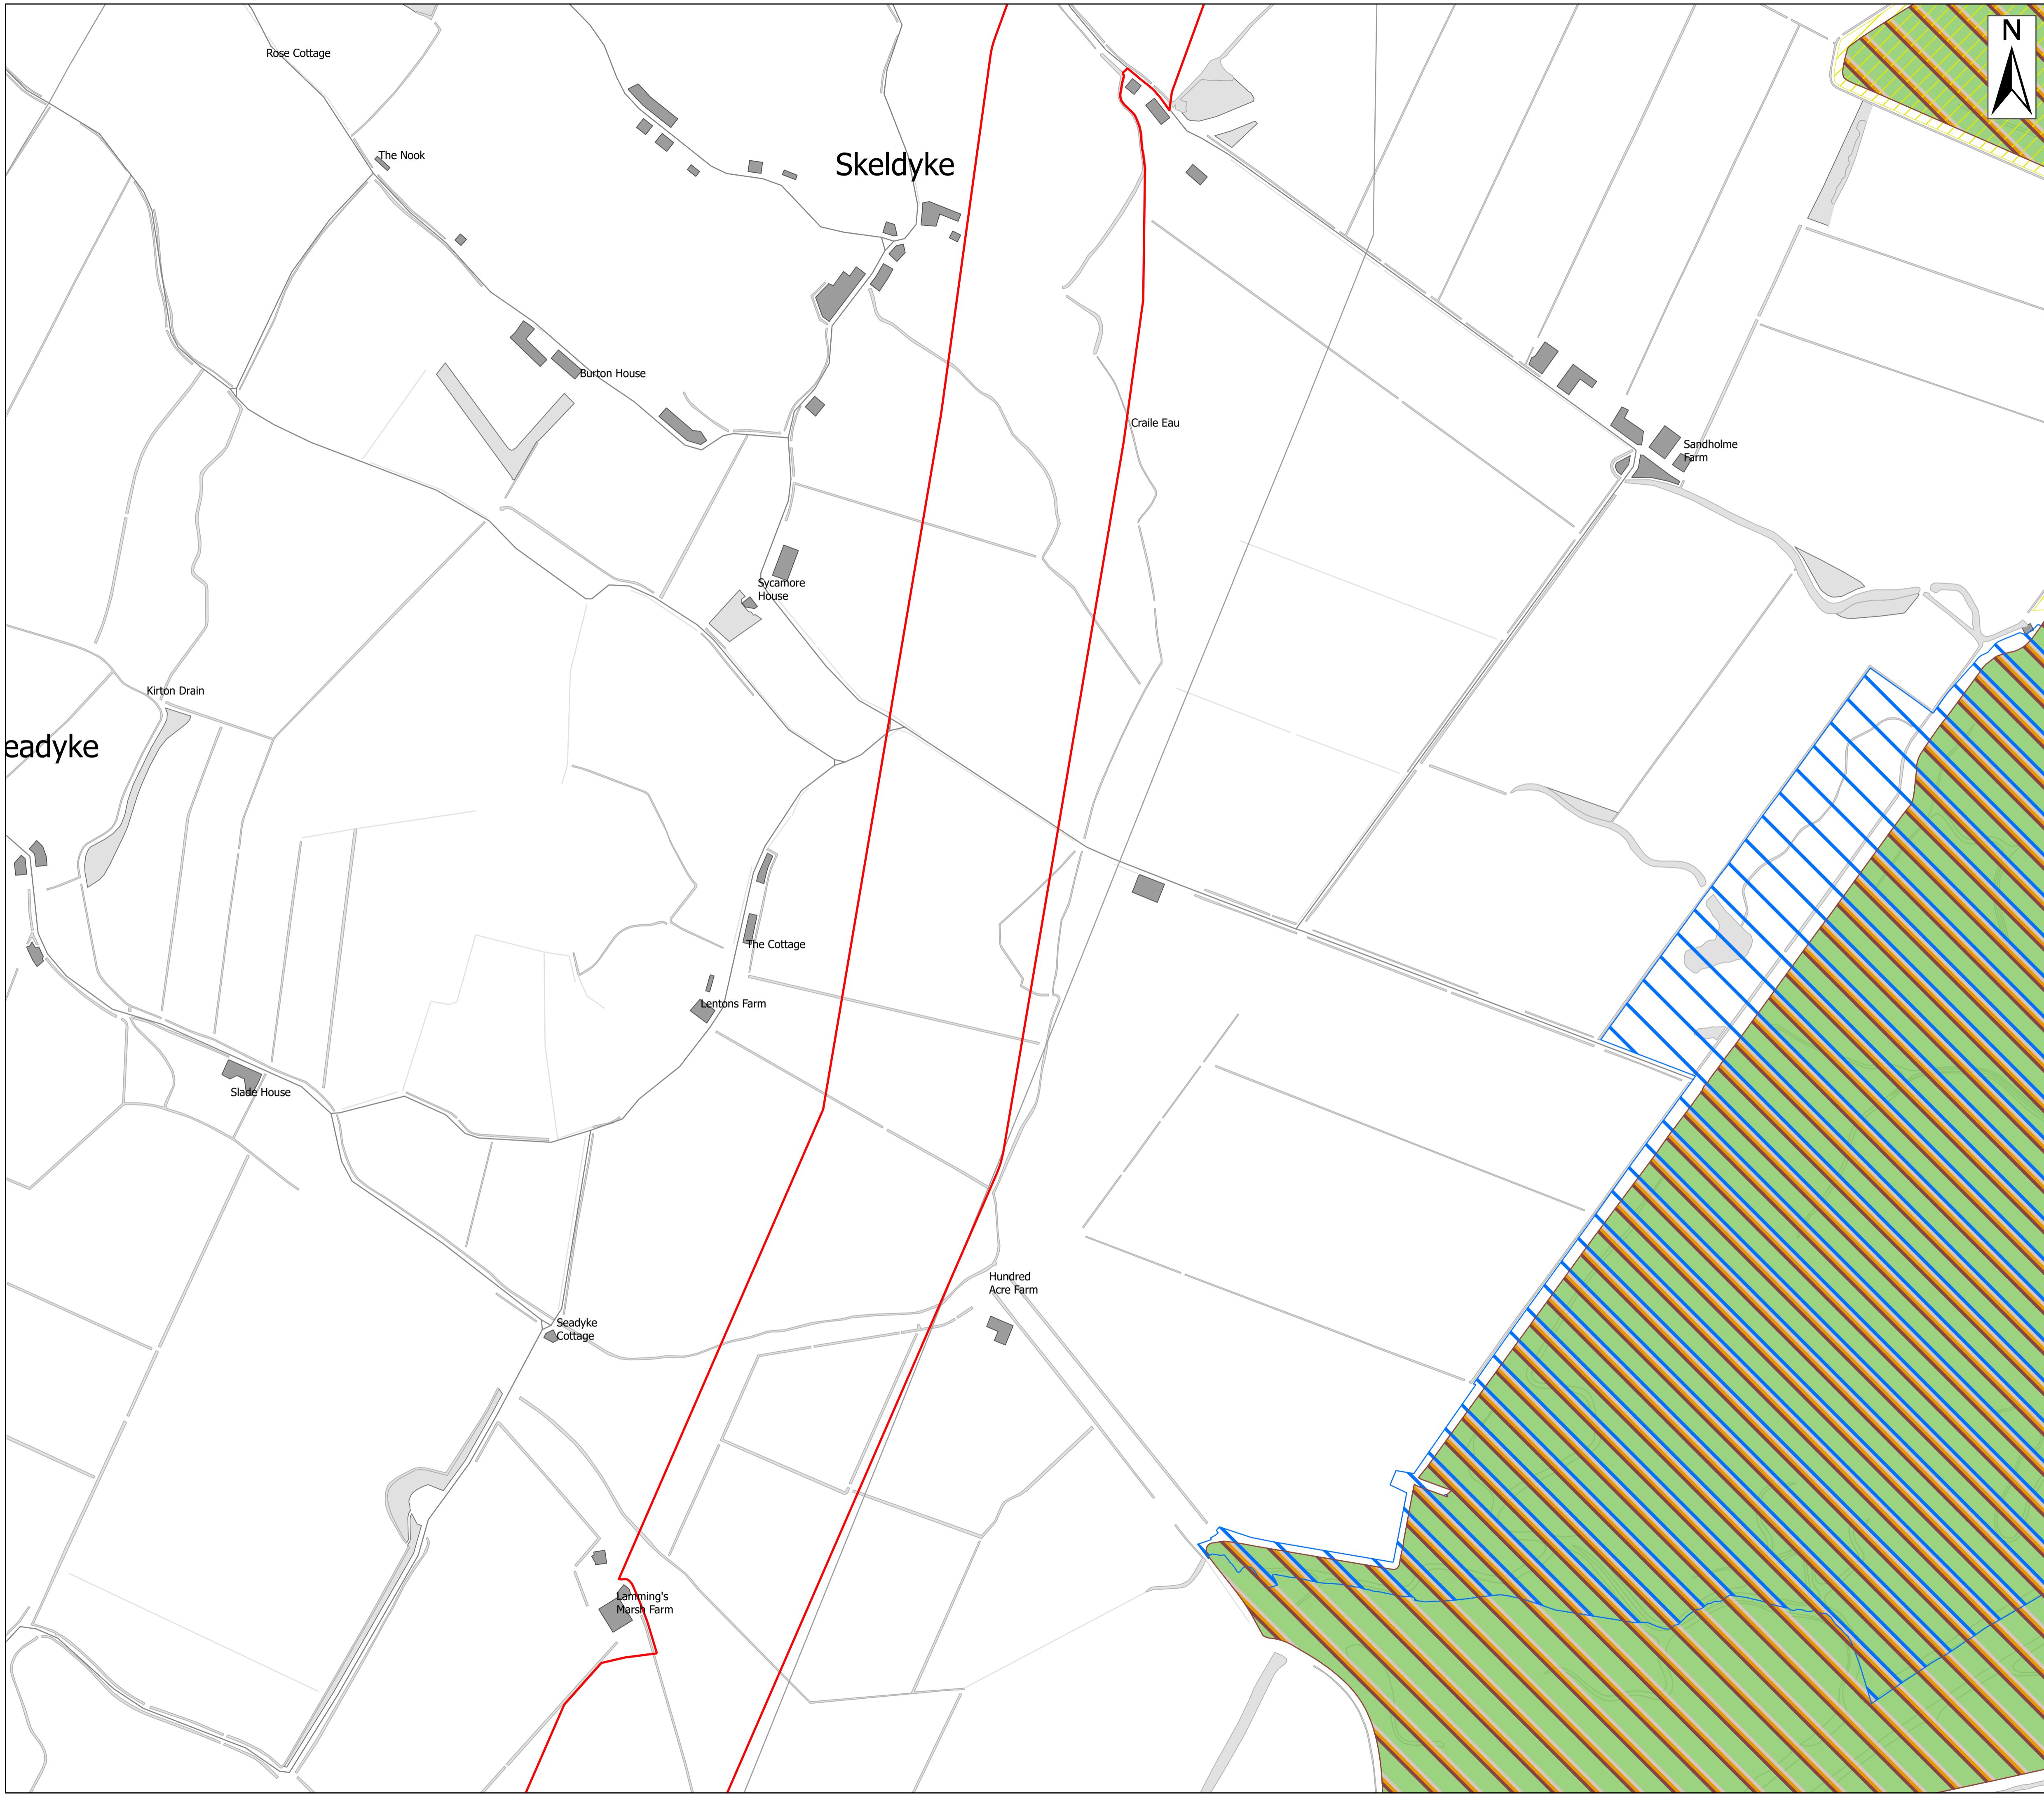 N
Rose Cottage
The Nook
Skeldyke
Burton House
Craile Eau
Sandholme
Farm
Sycamore
House
Kirton Drain
eadyke
The Cottage
Lentons Farm
Slade House
Hundred
Acre Farm
Seadyke
Cottage
Lamming's
Marsh Farm